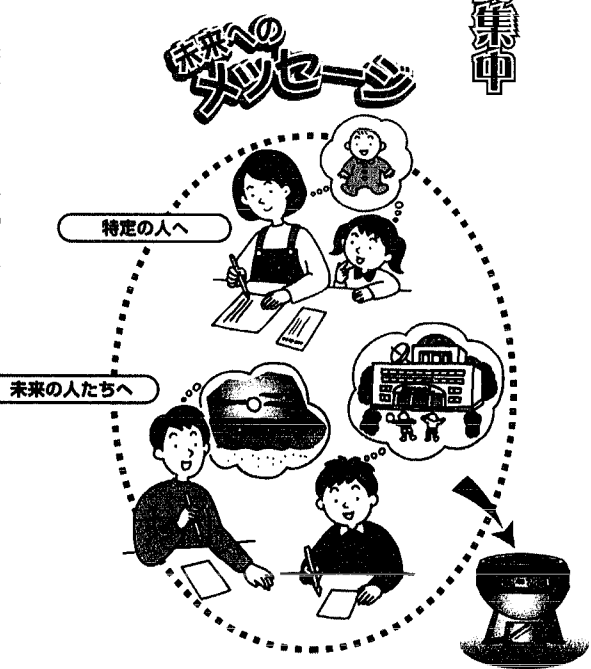 集中
未来への
メッセージ
特定の人へ
未来の人たちへ